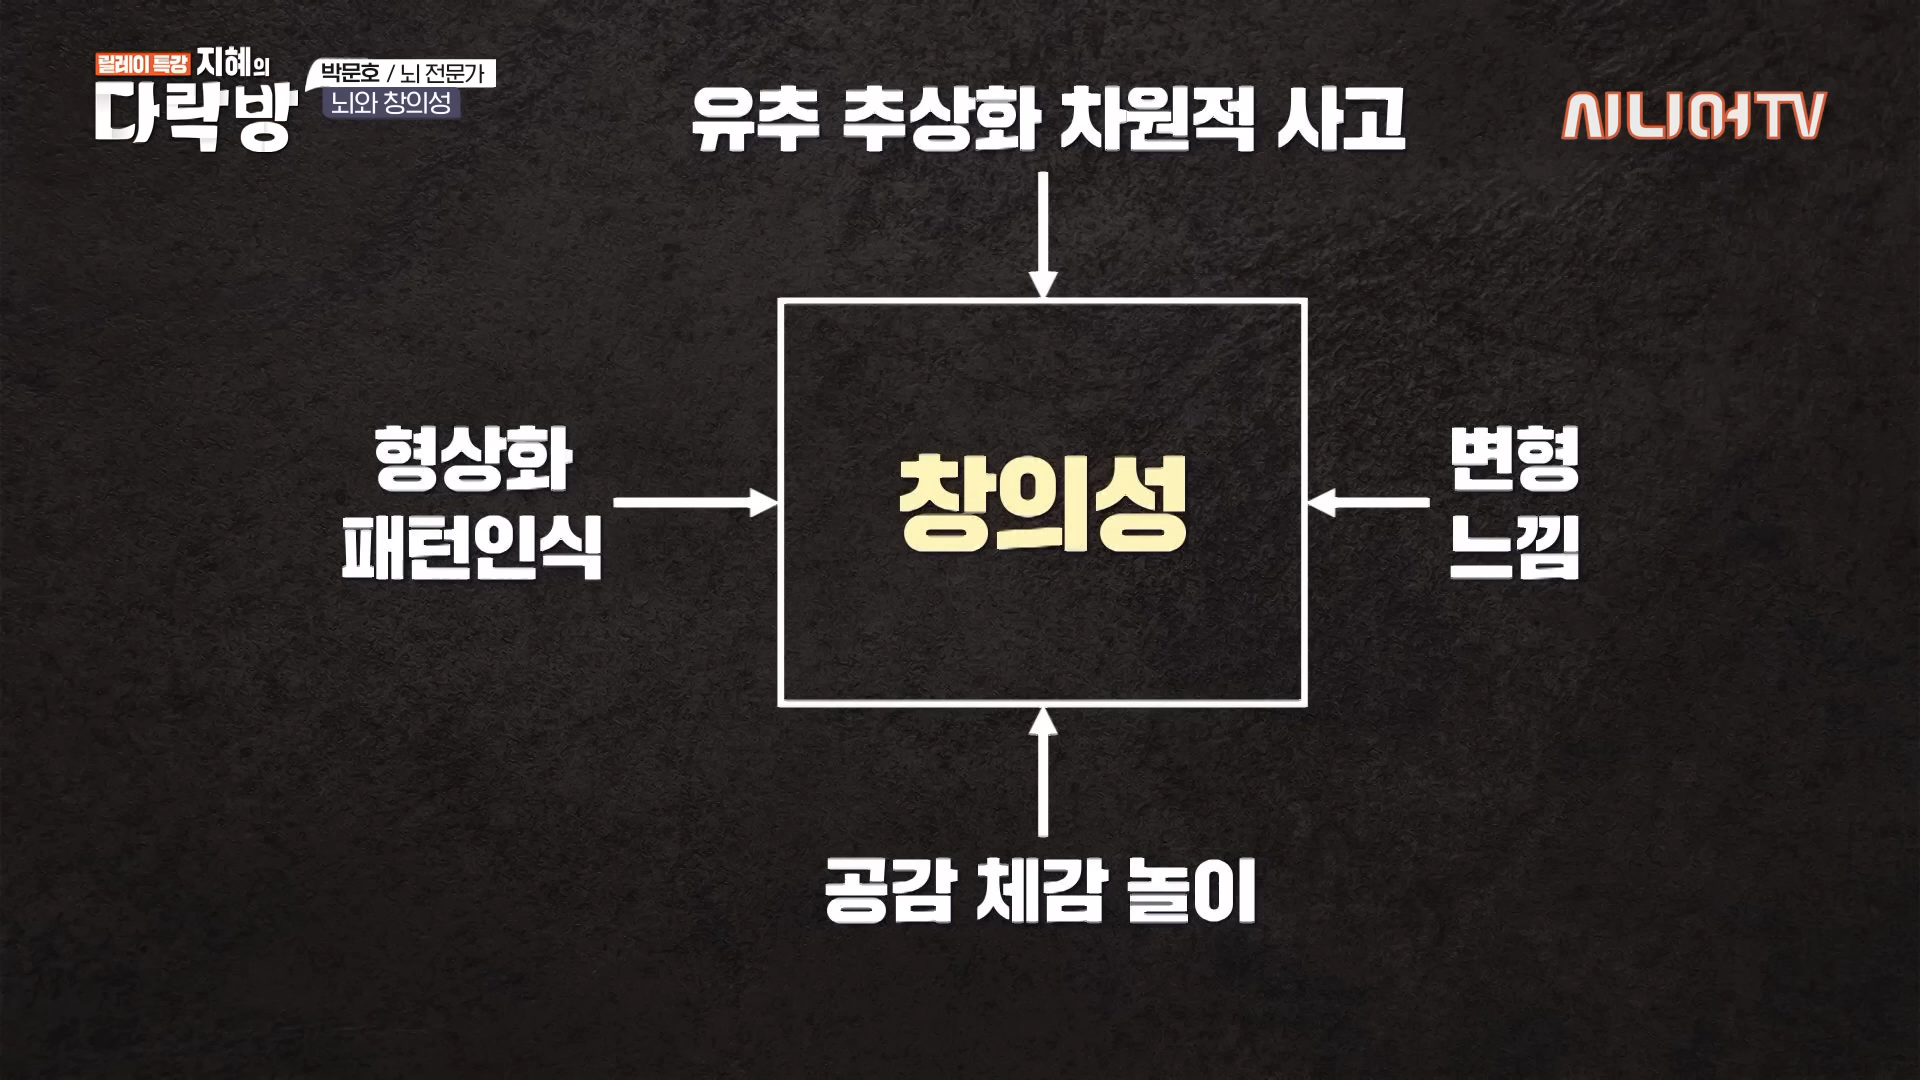 릴레이 특강 지혜의
다락방
박문호 / 뇌 전문가
뇌와 창의성
시니어TV
유추 추상화 차원적 사고
형상화
패턴인식
창의성
변형
느낌
공감 체감 놀이